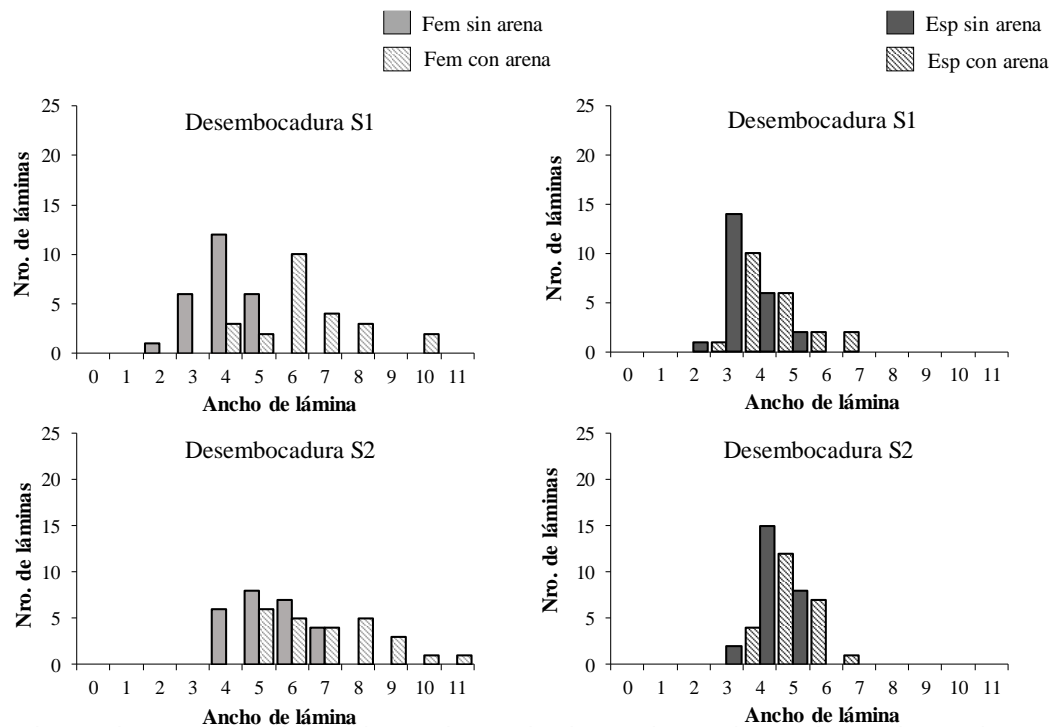 Fem sin arena
Fem con arena
Esp sin arena
Esp con arena
Desembocadura S1
Nro. de láminas
25
20
15
10
5
0
0 1 2 3 4 5 6 7 8 9 10 11
Ancho de lámina
Desembocadura S1
Nro. de láminas
25
20
15
10
5
0
0 1 2 3 4 5 6 7 8 9 10 11
Ancho de lámina
Desembocadura S2
Nro. de láminas
25
20
15
10
5
0
0 1 2 3 4 5 6 7 8 9 10 11
Ancho de lámina
Desembocadura S2
Nro. de láminas
25
20
15
10
5
0
0 1 2 3 4 5 6 7 8 9 10 11
Ancho de lámina